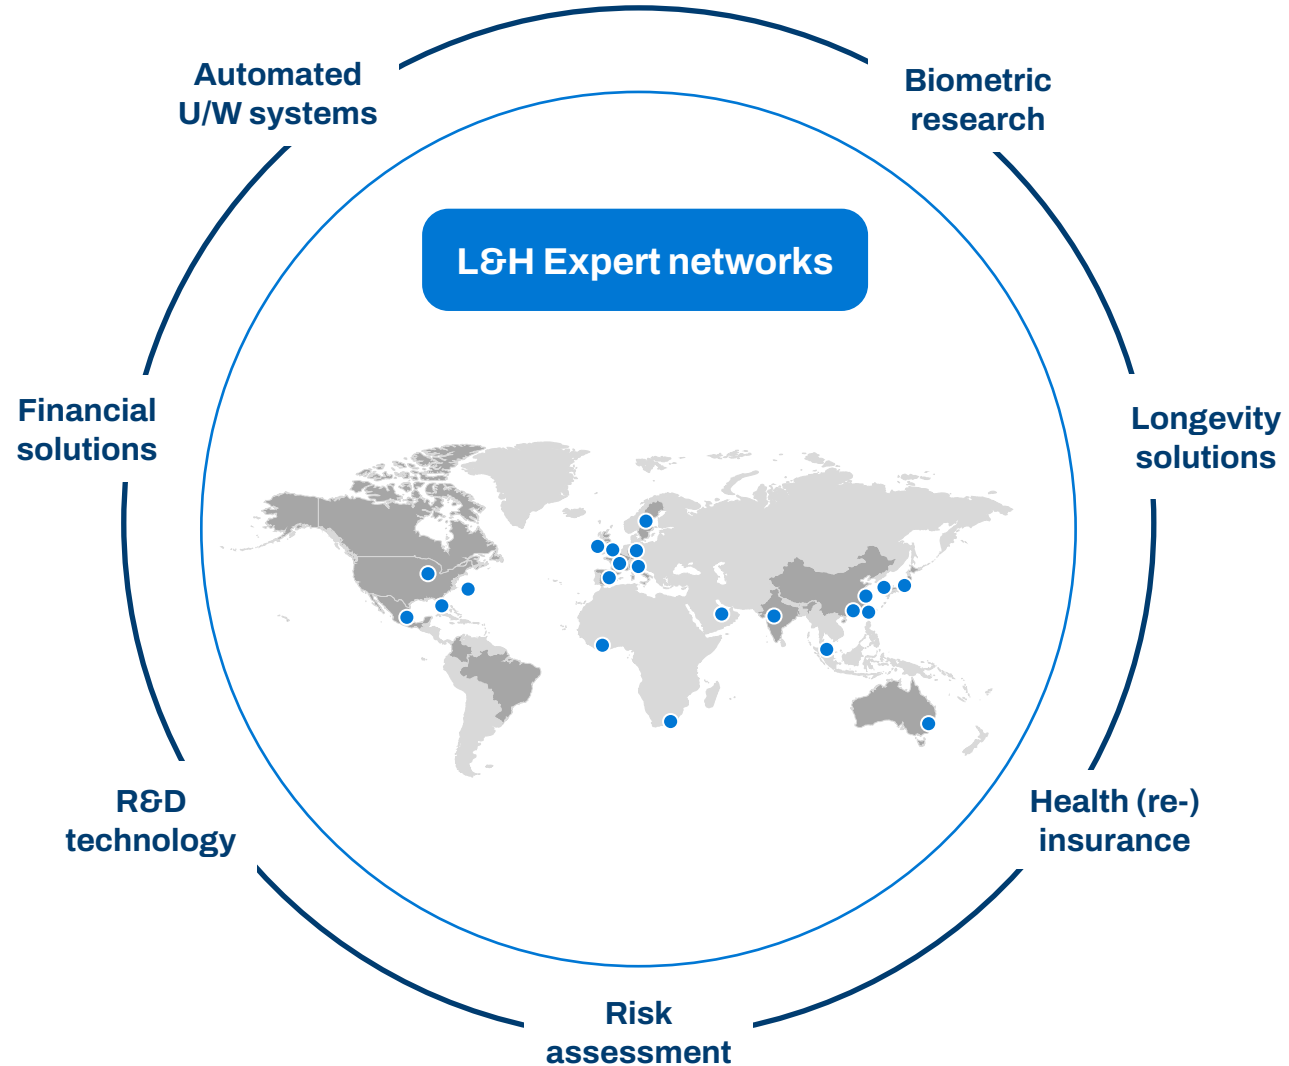 Automated
U/W systems
Biometric
research
L&H Expert networks
Financial
solutions
Longevity
solutions
R&D
technology
Health (re-)
insurance
Risk
assessment